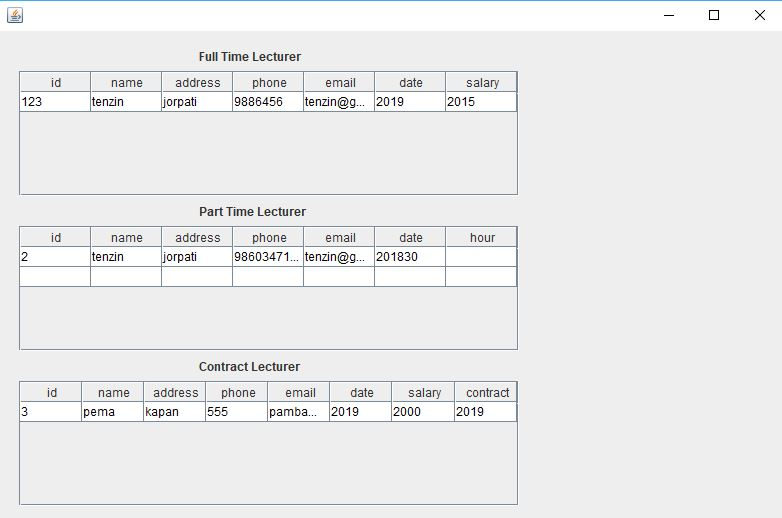 Full Time Lecturer
id name address phone email date salary
123 tenzin jorpati 9886456 tenzin@g... 2019 2015
Part Time Lecturer
id name address phone email date hour
2 tenzin jorpati 98603471... tenzin@g... 201830
Contract Lecturer
id name address phone email date salary contract
3 pema kapan 555 pamba... 2019 2000 2019